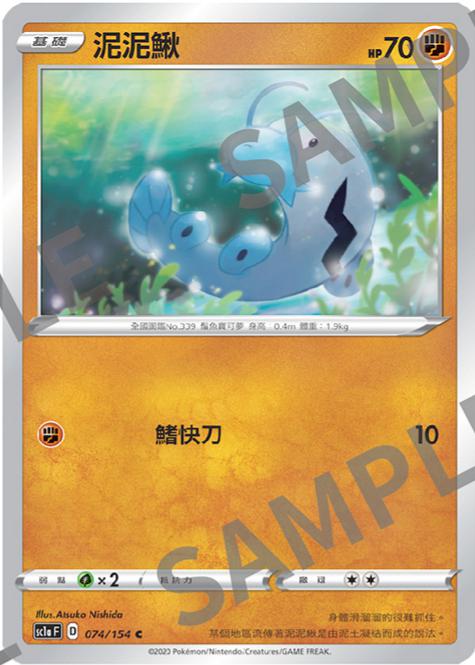 基礎 泥泥鰍 HP70
全國圖鑑No.339 鬚魚寶可夢 身高:0.4m 體重:1.9kg
鰭快刀 10
弱點 ×2 抵抗力 撤退
Illus.Atsuko Nishida
sc1a F D 074/154 C
身體滑溜溜的很難抓住。
某個地區流傳著泥泥鰍是由泥土凝結而成的說法。
©2020 Pokémon/Nintendo/Creatures/GAME FREAK.
SAMPLE
SAMPLE